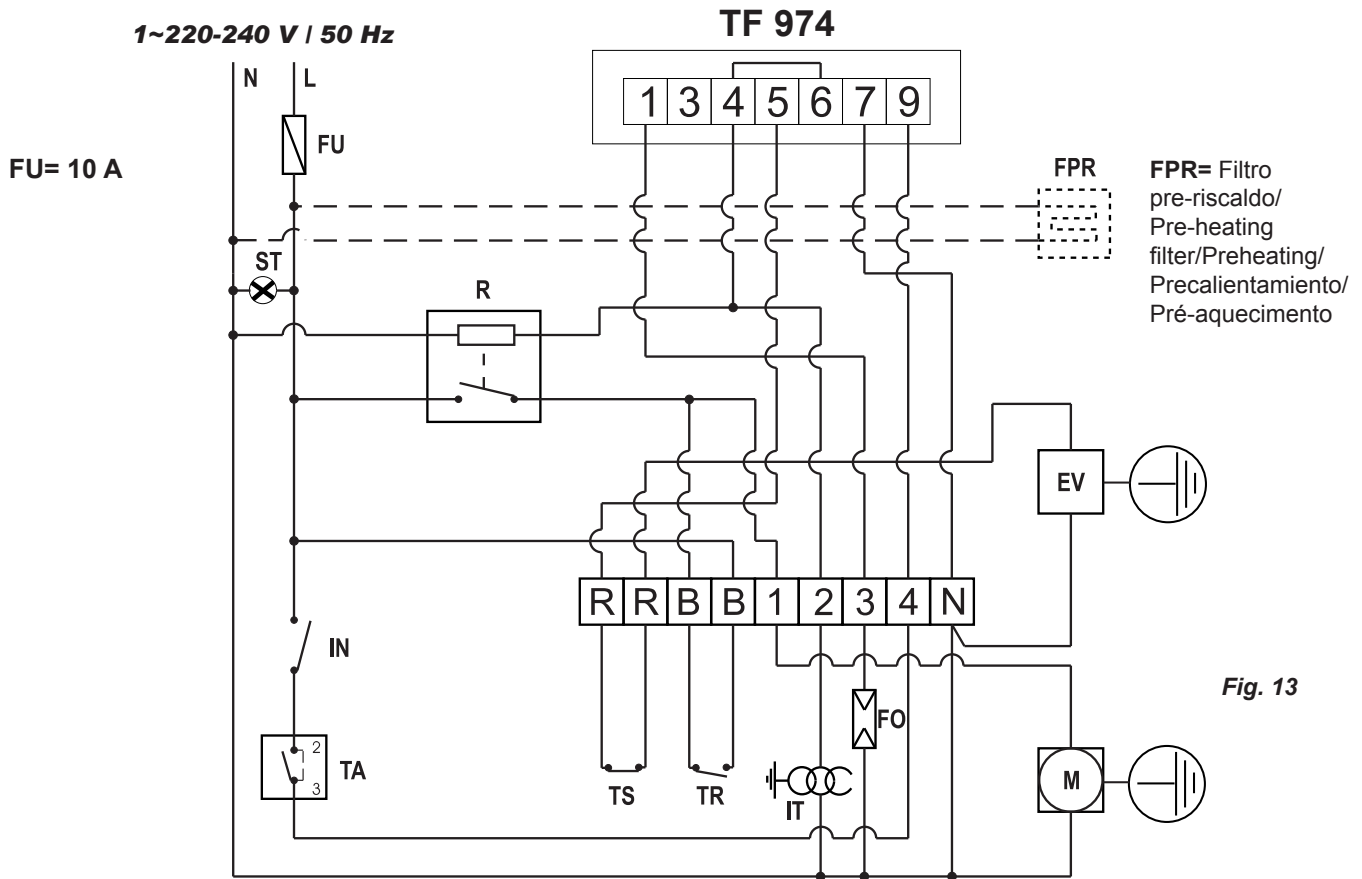 1~220-240 V / 50 Hz
TF 974
N
L
1 3 4 5 6 7 9
FU
FU= 10 A
FPR
FPR= Filtro
pre-riscaldo/
Pre-heating
filter/Preheating/
Precalientamiento/
Pré-aquecimento
ST
R
EV
R R B B 1 2 3 4 N
IN
Fig. 13
FO
2
TA
3
TS
TR
IT
M